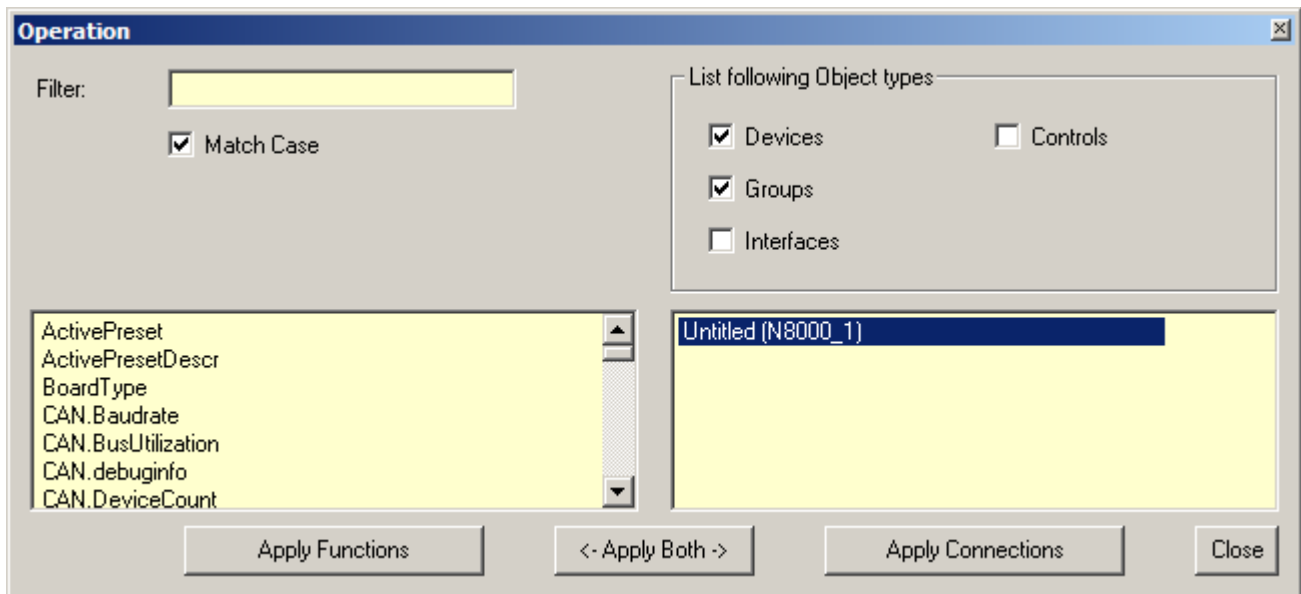 Operation
Filter:
Match Case
List following Object types
Devices
Controls
Groups
Interfaces
ActivePreset
ActivePresetDescr
BoardType
CAN.Baudrate
CAN.BusUtilization
CAN.debuginfo
CAN.DeviceCount
Untitled (N8000_1)
Apply Functions
<- Apply Both ->
Apply Connections
Close